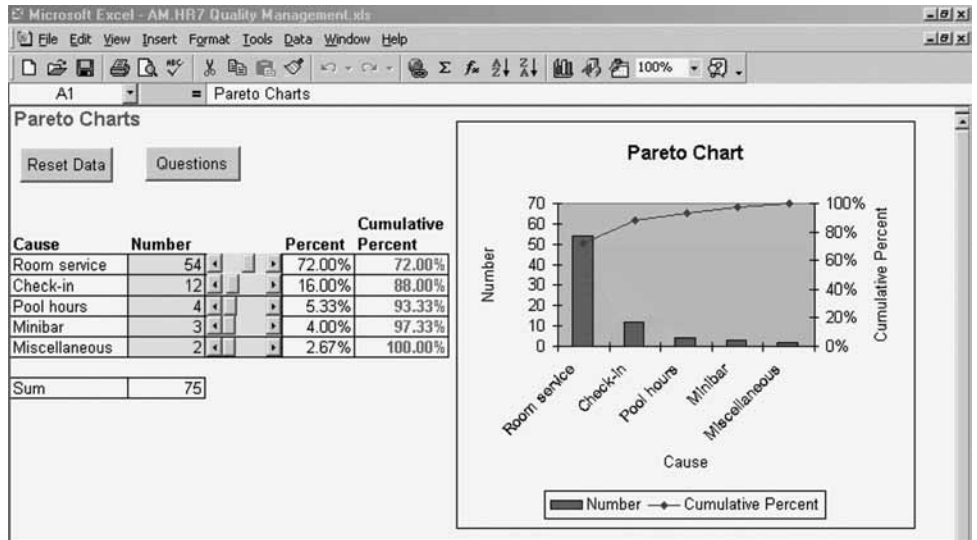 Microsoft Excel - AM.HR7 Quality Management.xls
File Edit View Insert Format Tools Data Window Help
100%
A1 = Pareto Charts
Pareto Charts
Reset Data Questions
Cause Number Percent Cumulative Percent
Room service 54 72.00% 72.00%
Check-in 12 16.00% 88.00%
Pool hours 4 5.33% 93.33%
Minibar 3 4.00% 97.33%
Miscellaneous 2 2.67% 100.00%
Sum 75
Pareto Chart
Number
70
60
50
40
30
20
10
0
100%
80%
60%
40%
20%
0%
Cumulative Percent
Room service
Check-in
Pool hours
Minibar
Miscellaneous
Cause
Number Cumulative Percent